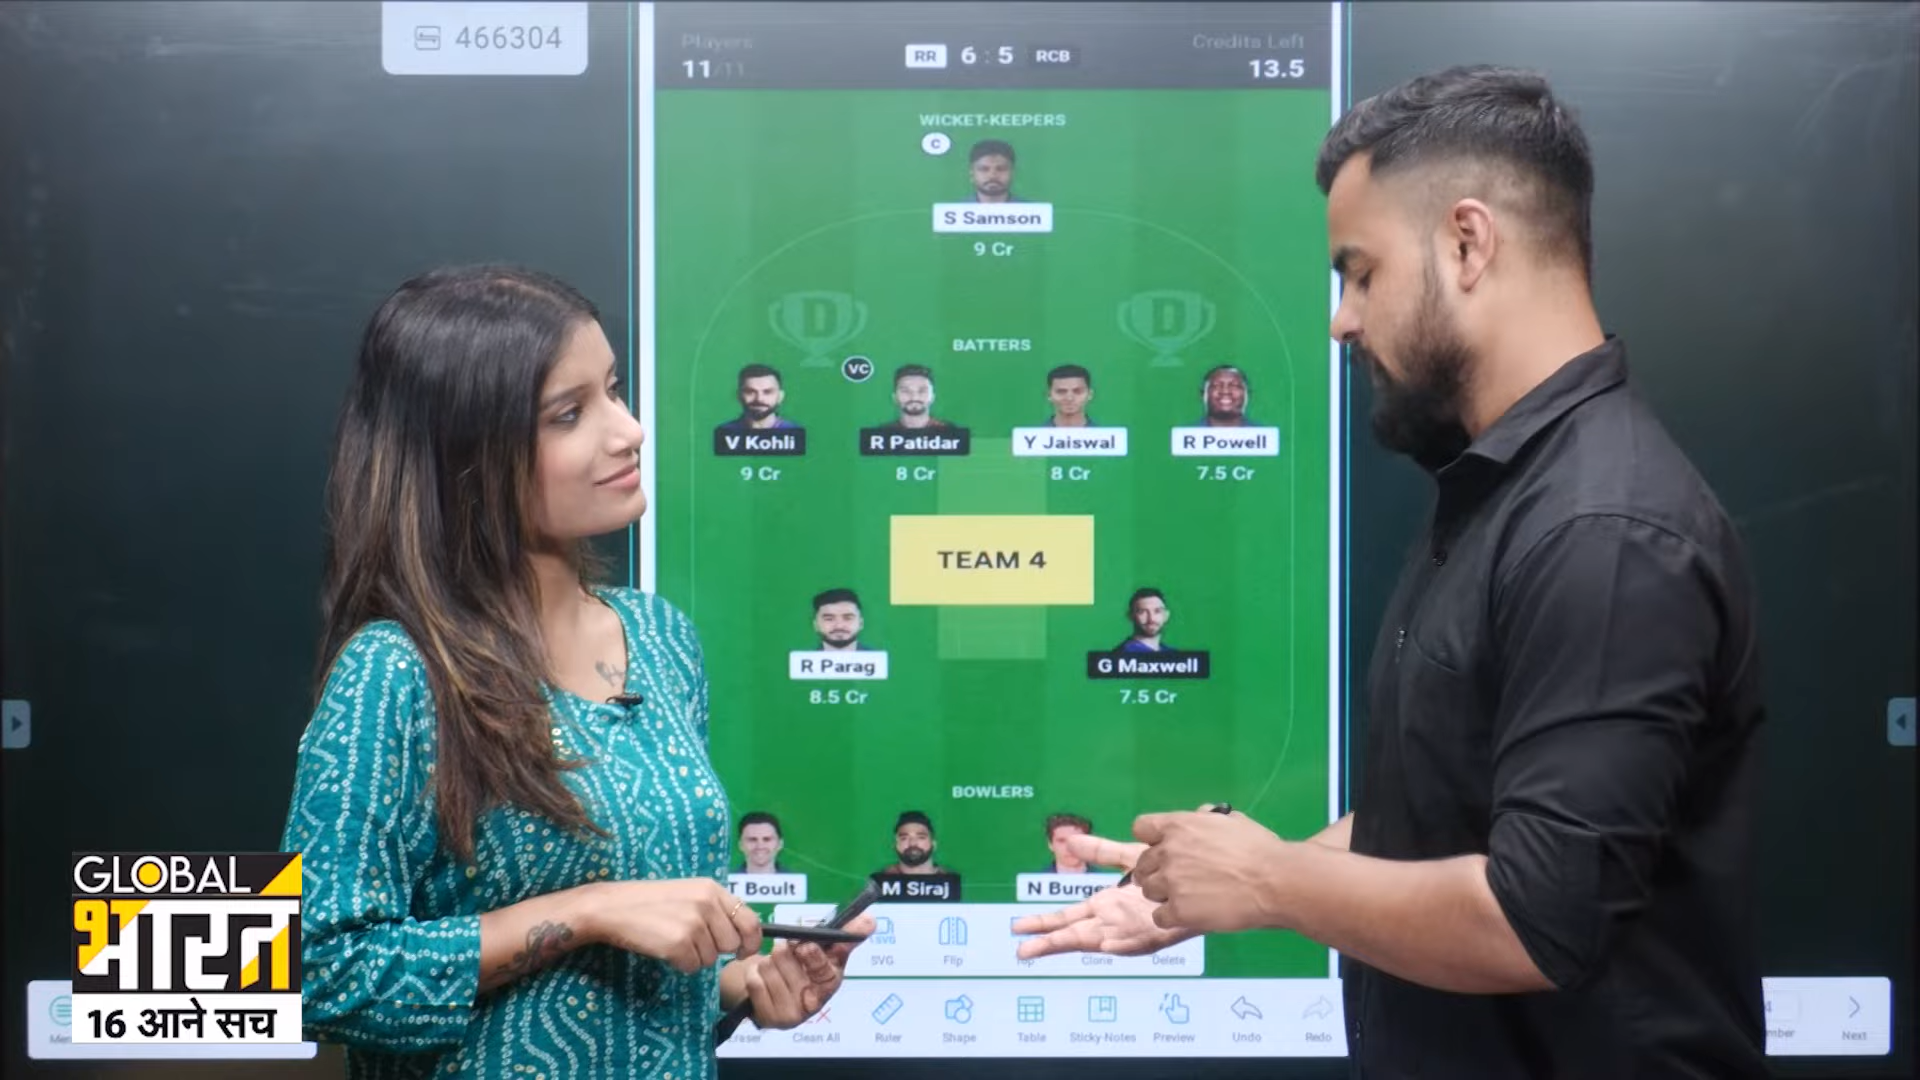 466304
Players
11/11
RR 6 : 5 RCB
Credits Left
13.5
WICKET-KEEPERS
C
S Samson
9 Cr
D D
BATTERS
VC
V Kohli R Patidar Y Jaiswal R Powell
9 Cr 8 Cr 8 Cr 7.5 Cr
TEAM 4
R Parag G Maxwell
8.5 Cr 7.5 Cr
BOWLERS
T Boult M Siraj N Burge
SVG Flip Top Clone Delete
Eraser Clean All Ruler Shape Table Sticky Notes Preview Undo Redo Next
GLOBAL
भारत
16 आने सच